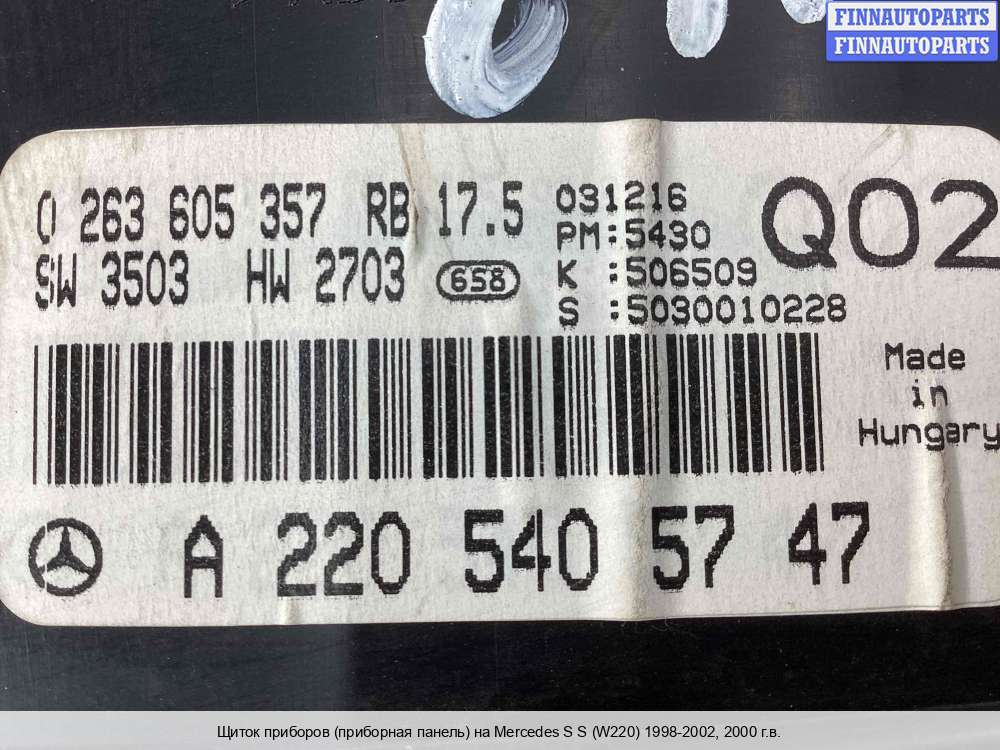 FINNAUTOPARTS
FINNAUTOPARTS
0 263 605 357 RB 17.5
SW 3503 HW 2703 658
031216
PM:5430
K :506509
S :5030010228
Q02
Made
in
Hungary
A 220 540 57 47
Щиток приборов (приборная панель) на Mercedes S S (W220) 1998-2002, 2000 г.в.